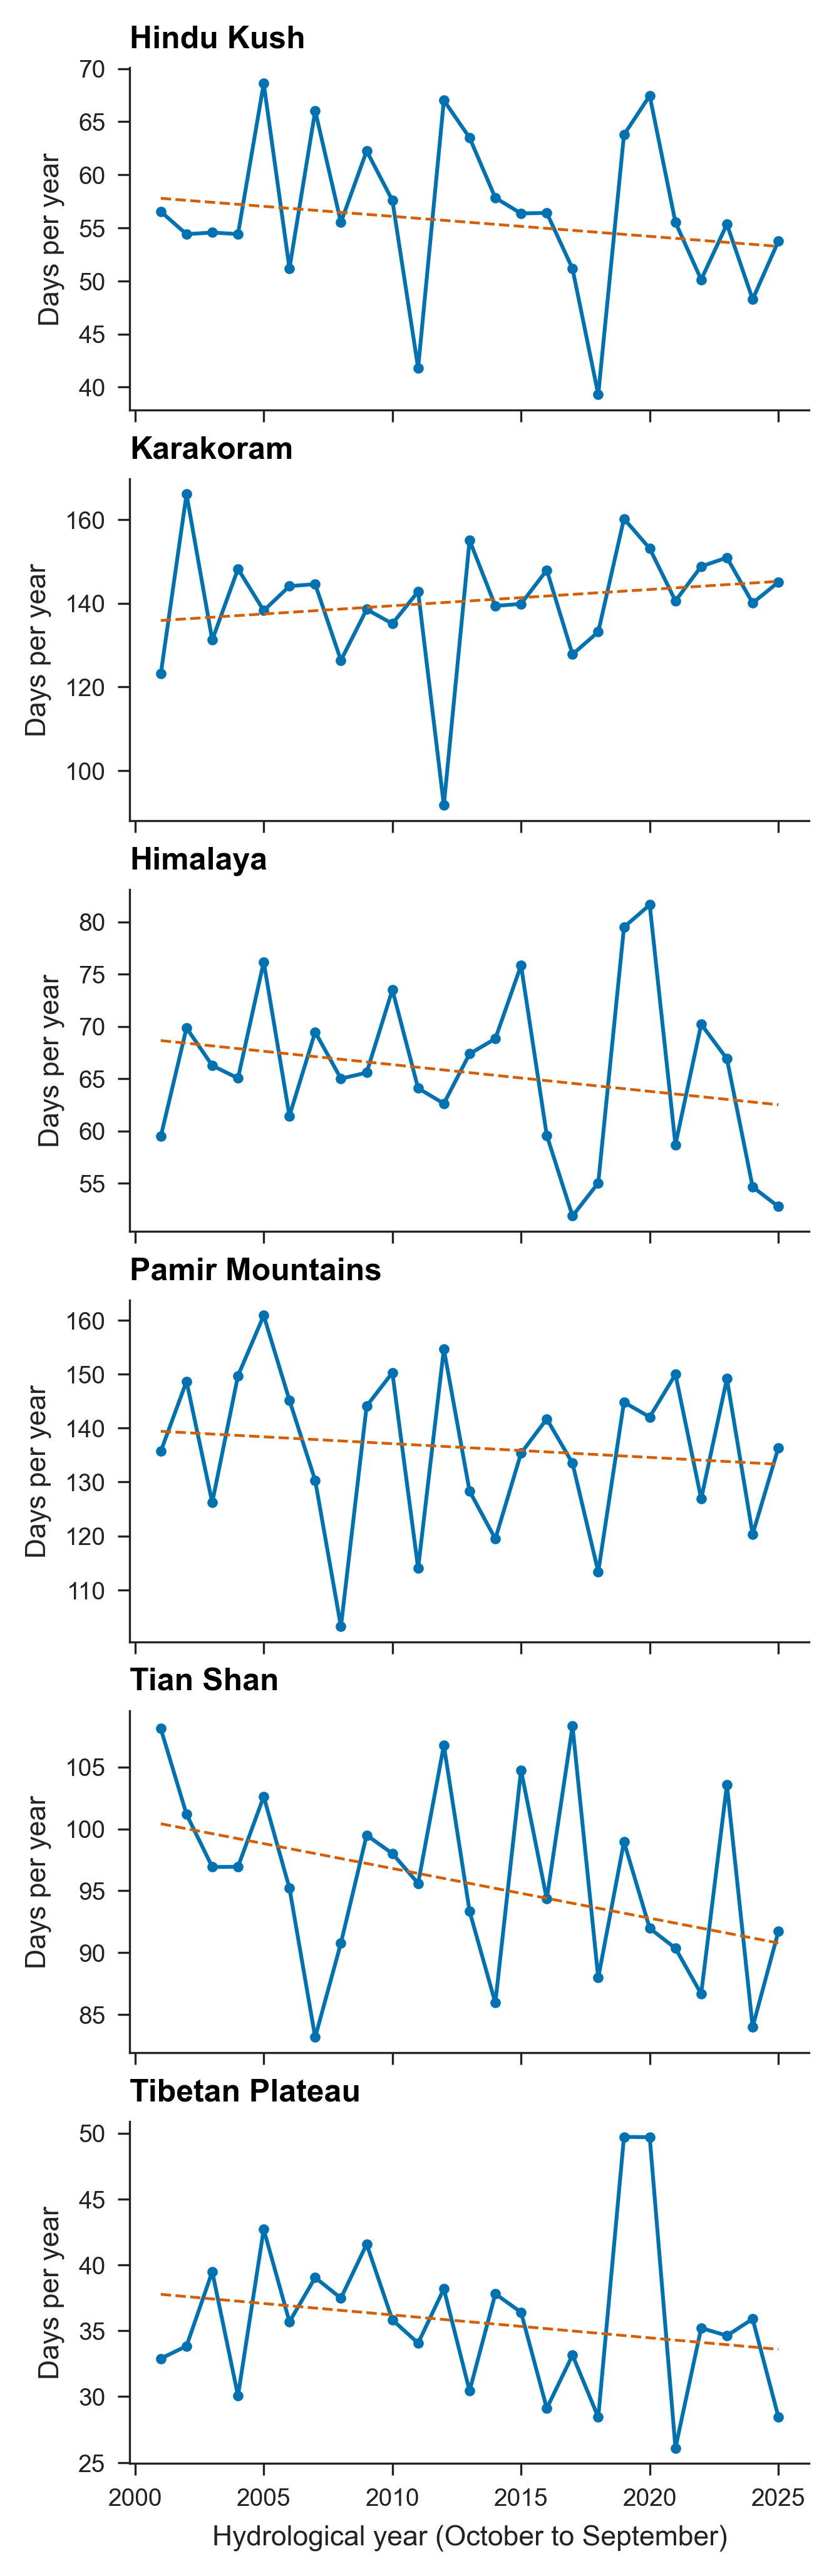 Hindu Kush
70
65
60
55
50
45
40
Days per year
Karakoram
160
140
120
100
Days per year
Himalaya
80
75
70
65
60
55
Days per year
Pamir Mountains
160
150
140
130
120
110
Days per year
Tian Shan
105
100
95
90
85
Days per year
Tibetan Plateau
50
45
40
35
30
25
Days per year
2000 2005 2010 2015 2020 2025
Hydrological year (October to September)